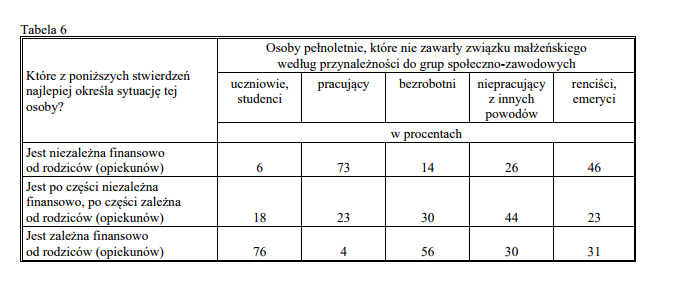 Tabela 6
Które z poniższych stwierdzeń
najlepiej określa sytuację tej
osoby?
Osoby pełnoletnie, które nie zawarły związku małżeńskiego
według przynależności do grup społeczno-zawodowych
uczniowie,
studenci
pracujący
bezrobotni
niepracujący
z innych
powodów
renciści,
emeryci
w procentach
Jest niezależna finansowo
od rodziców (opiekunów) 6 73 14 26 46
Jest po części niezależna
finansowo, po części zależna
od rodziców (opiekunów) 18 23 30 44 23
Jest zależna finansowo
od rodziców (opiekunów) 76 4 56 30 31